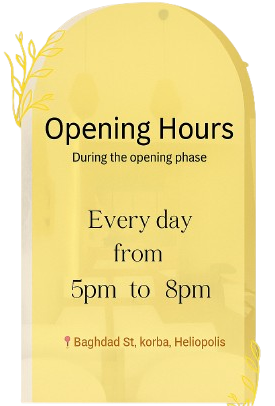 Opening Hours
During the opening phase
Every day
from
5pm to 8pm
Baghdad St, korba, Heliopolis